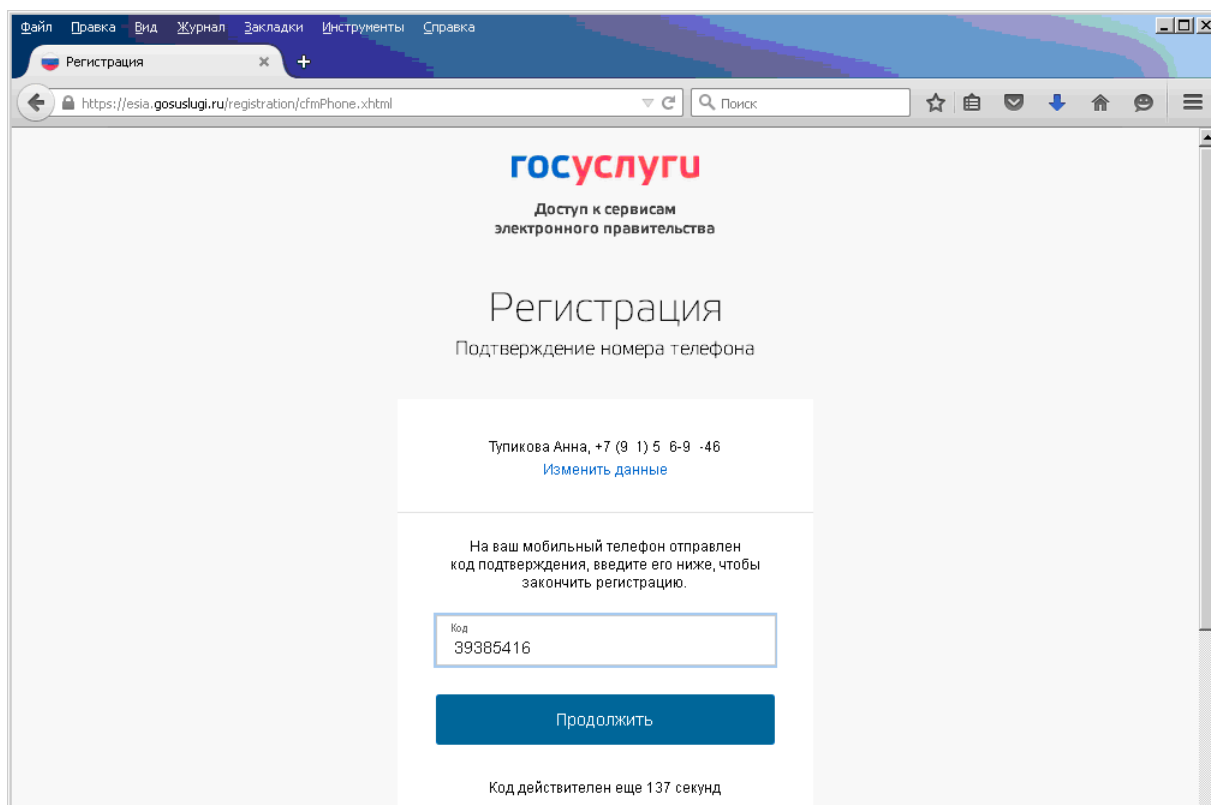 Файл Правка Вид Журнал Закладки Инструменты Справка
Регистрация
https://esia.gosuslugi.ru/registration/cfmPhone.xhtml
Поиск
госуслуги
Доступ к сервисам
электронного правительства
Регистрация
Подтверждение номера телефона
Тупикова Анна, +7 (9 1) 5 6-9 -46
Изменить данные
На ваш мобильный телефон отправлен
код подтверждения, введите его ниже, чтобы
закончить регистрацию.
Код
39385416
Продолжить
Код действителен еще 137 секунд